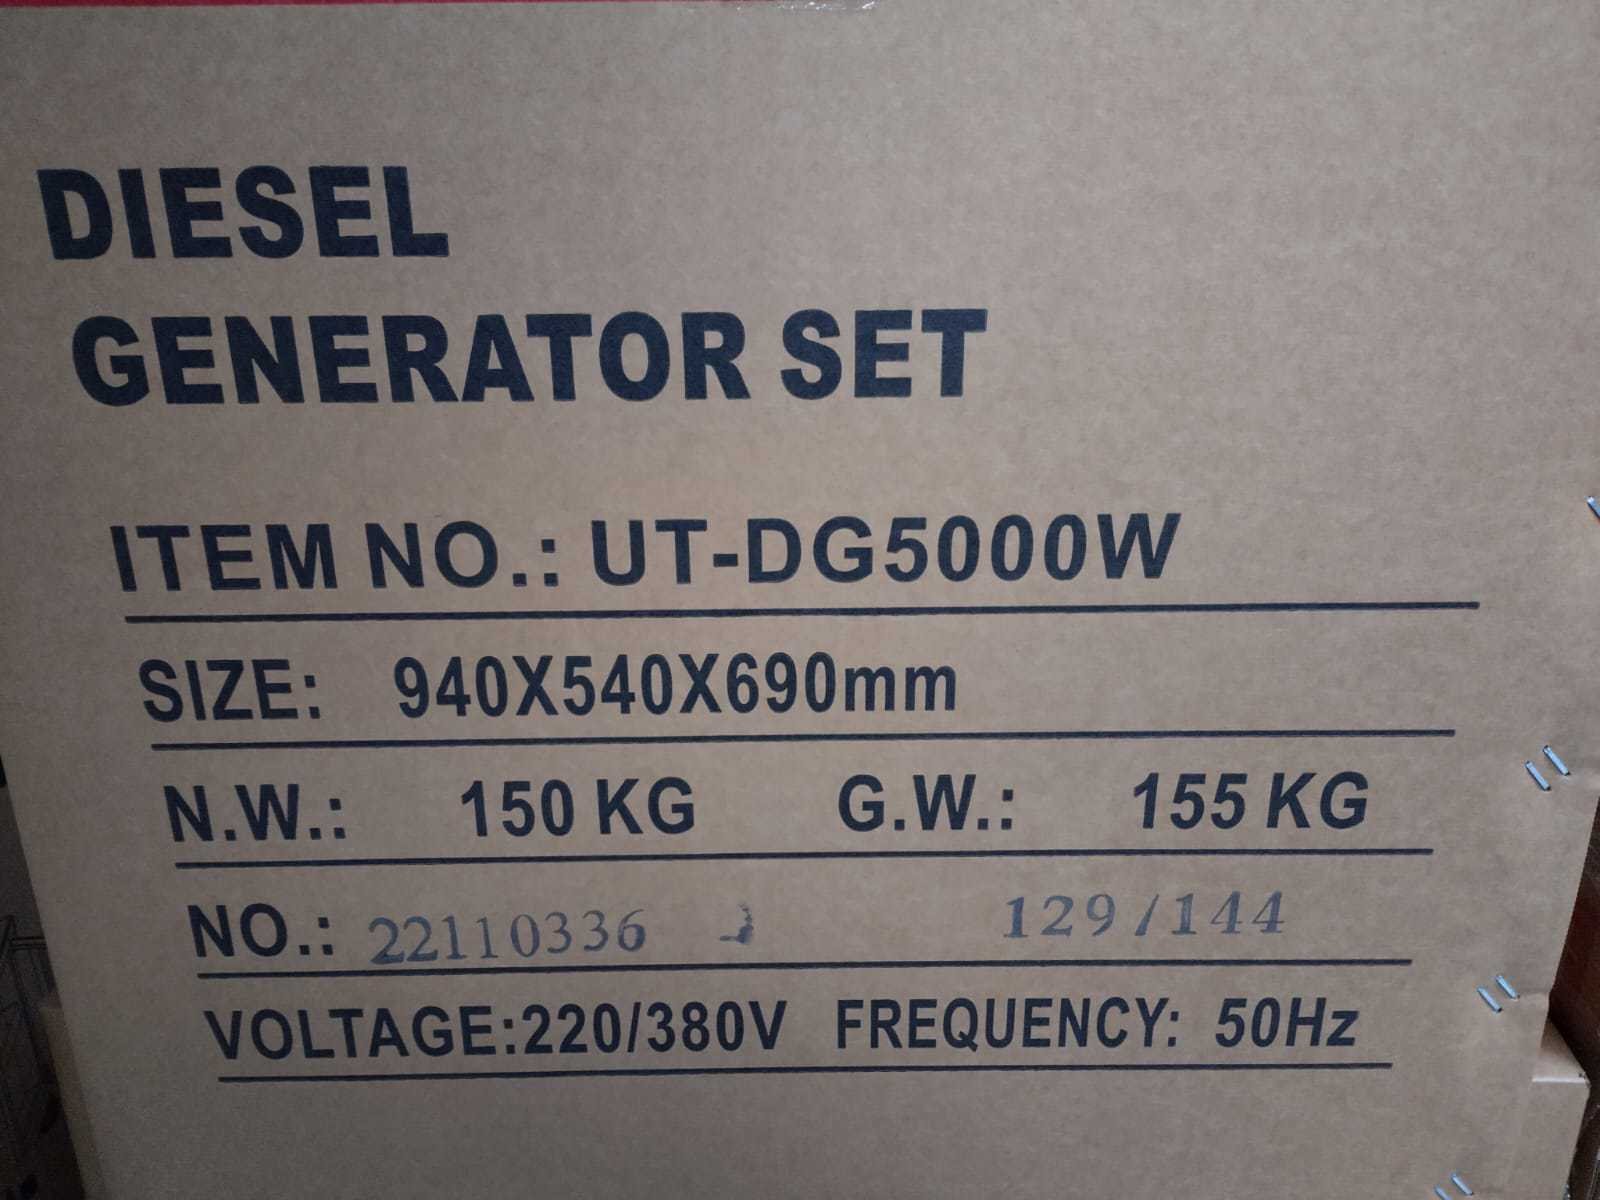 DIESEL
GENERATOR SET
ITEM NO.: UT-DG5000W
SIZE: 940X540X690mm
N.W.: 150 KG G.W.: 155 KG
NO.: 22110336 129/144
VOLTAGE:220/380V FREQUENCY: 50Hz